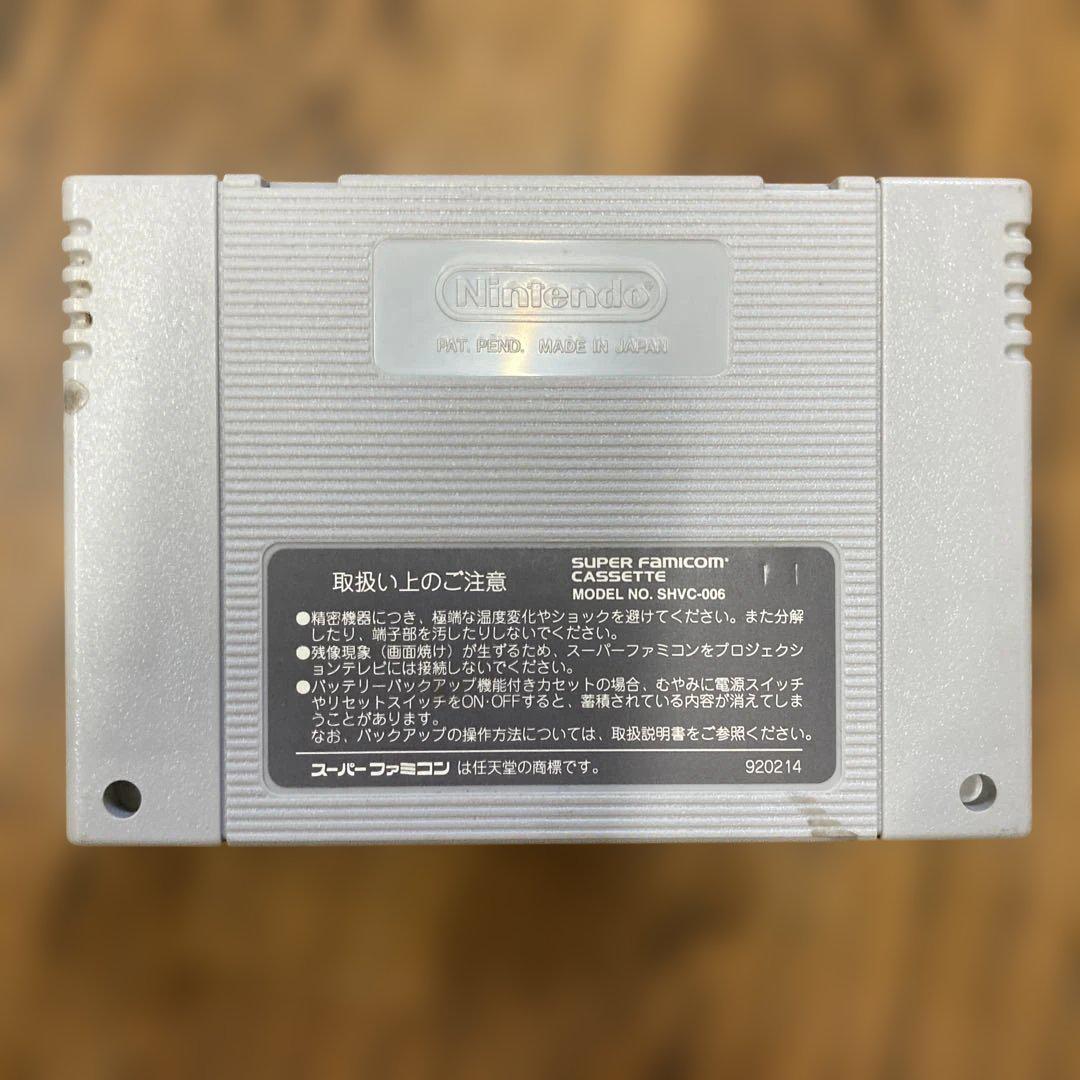 Nintendo®
PAT. PEND. MADE IN JAPAN
取扱い上のご注意
SUPER FAMICOM®
CASSETTE
MODEL NO. SHVC-006
●精密機器につき、極端な温度変化やショックを避けてください。また分解
したり、端子部を汚したりしないでください。
●残像現象（画面焼け）が生ずるため、スーパーファミコンをプロジェクシ
ョンテレビには接続しないでください。
●バッテリーバックアップ機能付きカセットの場合、むやみに電源スイッチ
やリセットスイッチをON·OFFすると、蓄積されている内容が消えてしま
うことがあります。
なお、バックアップの操作方法については、取扱説明書をご参照ください。
スーパーファミコン は任天堂の商標です。
920214